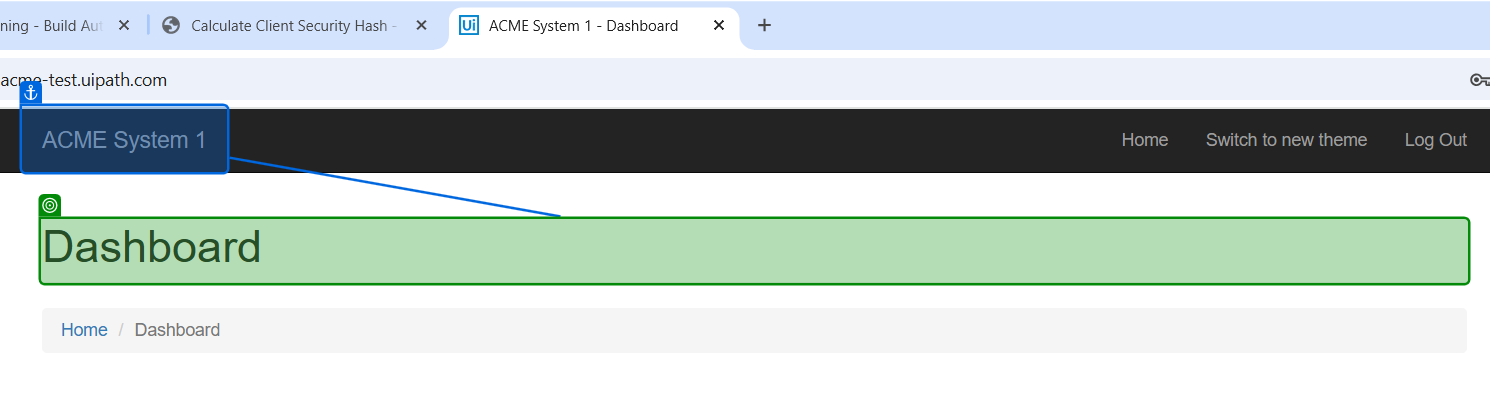 ning - Build Aut
Calculate Client Security Hash -
Ui
ACME System 1 - Dashboard
acme-test.uipath.com
ACME System 1
Home
Switch to new theme
Log Out
Dashboard
Home / Dashboard